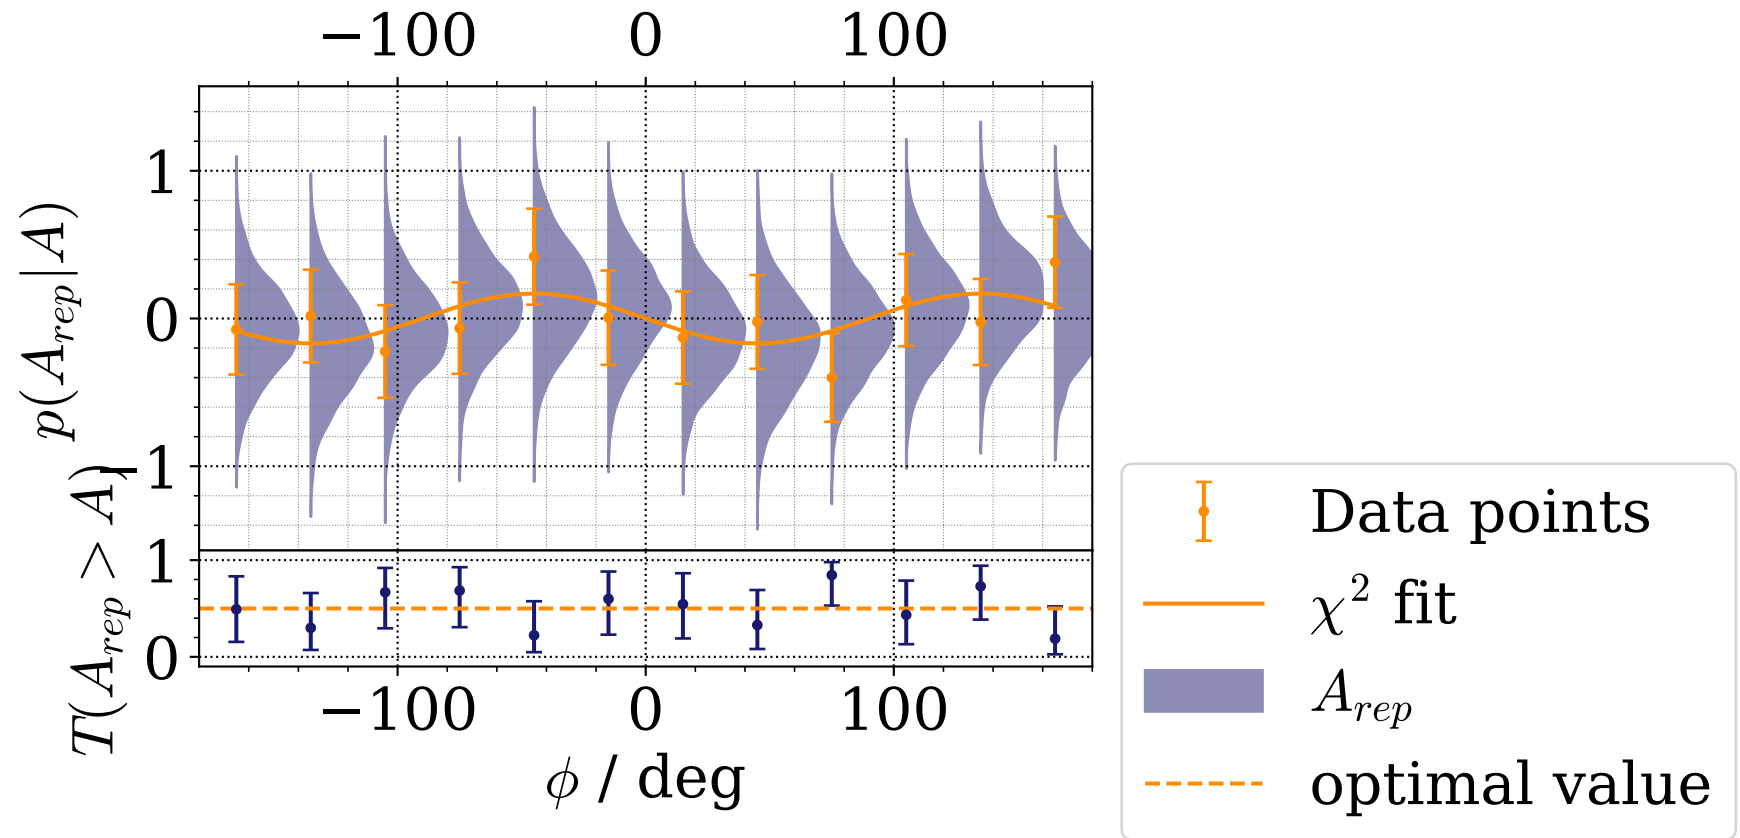 −100 0 100
p(A_rep|A)
1
0
−1
T(A_rep > A)
1
0
−100 0 100
ϕ / deg
Data points
χ² fit
A_rep
optimal value